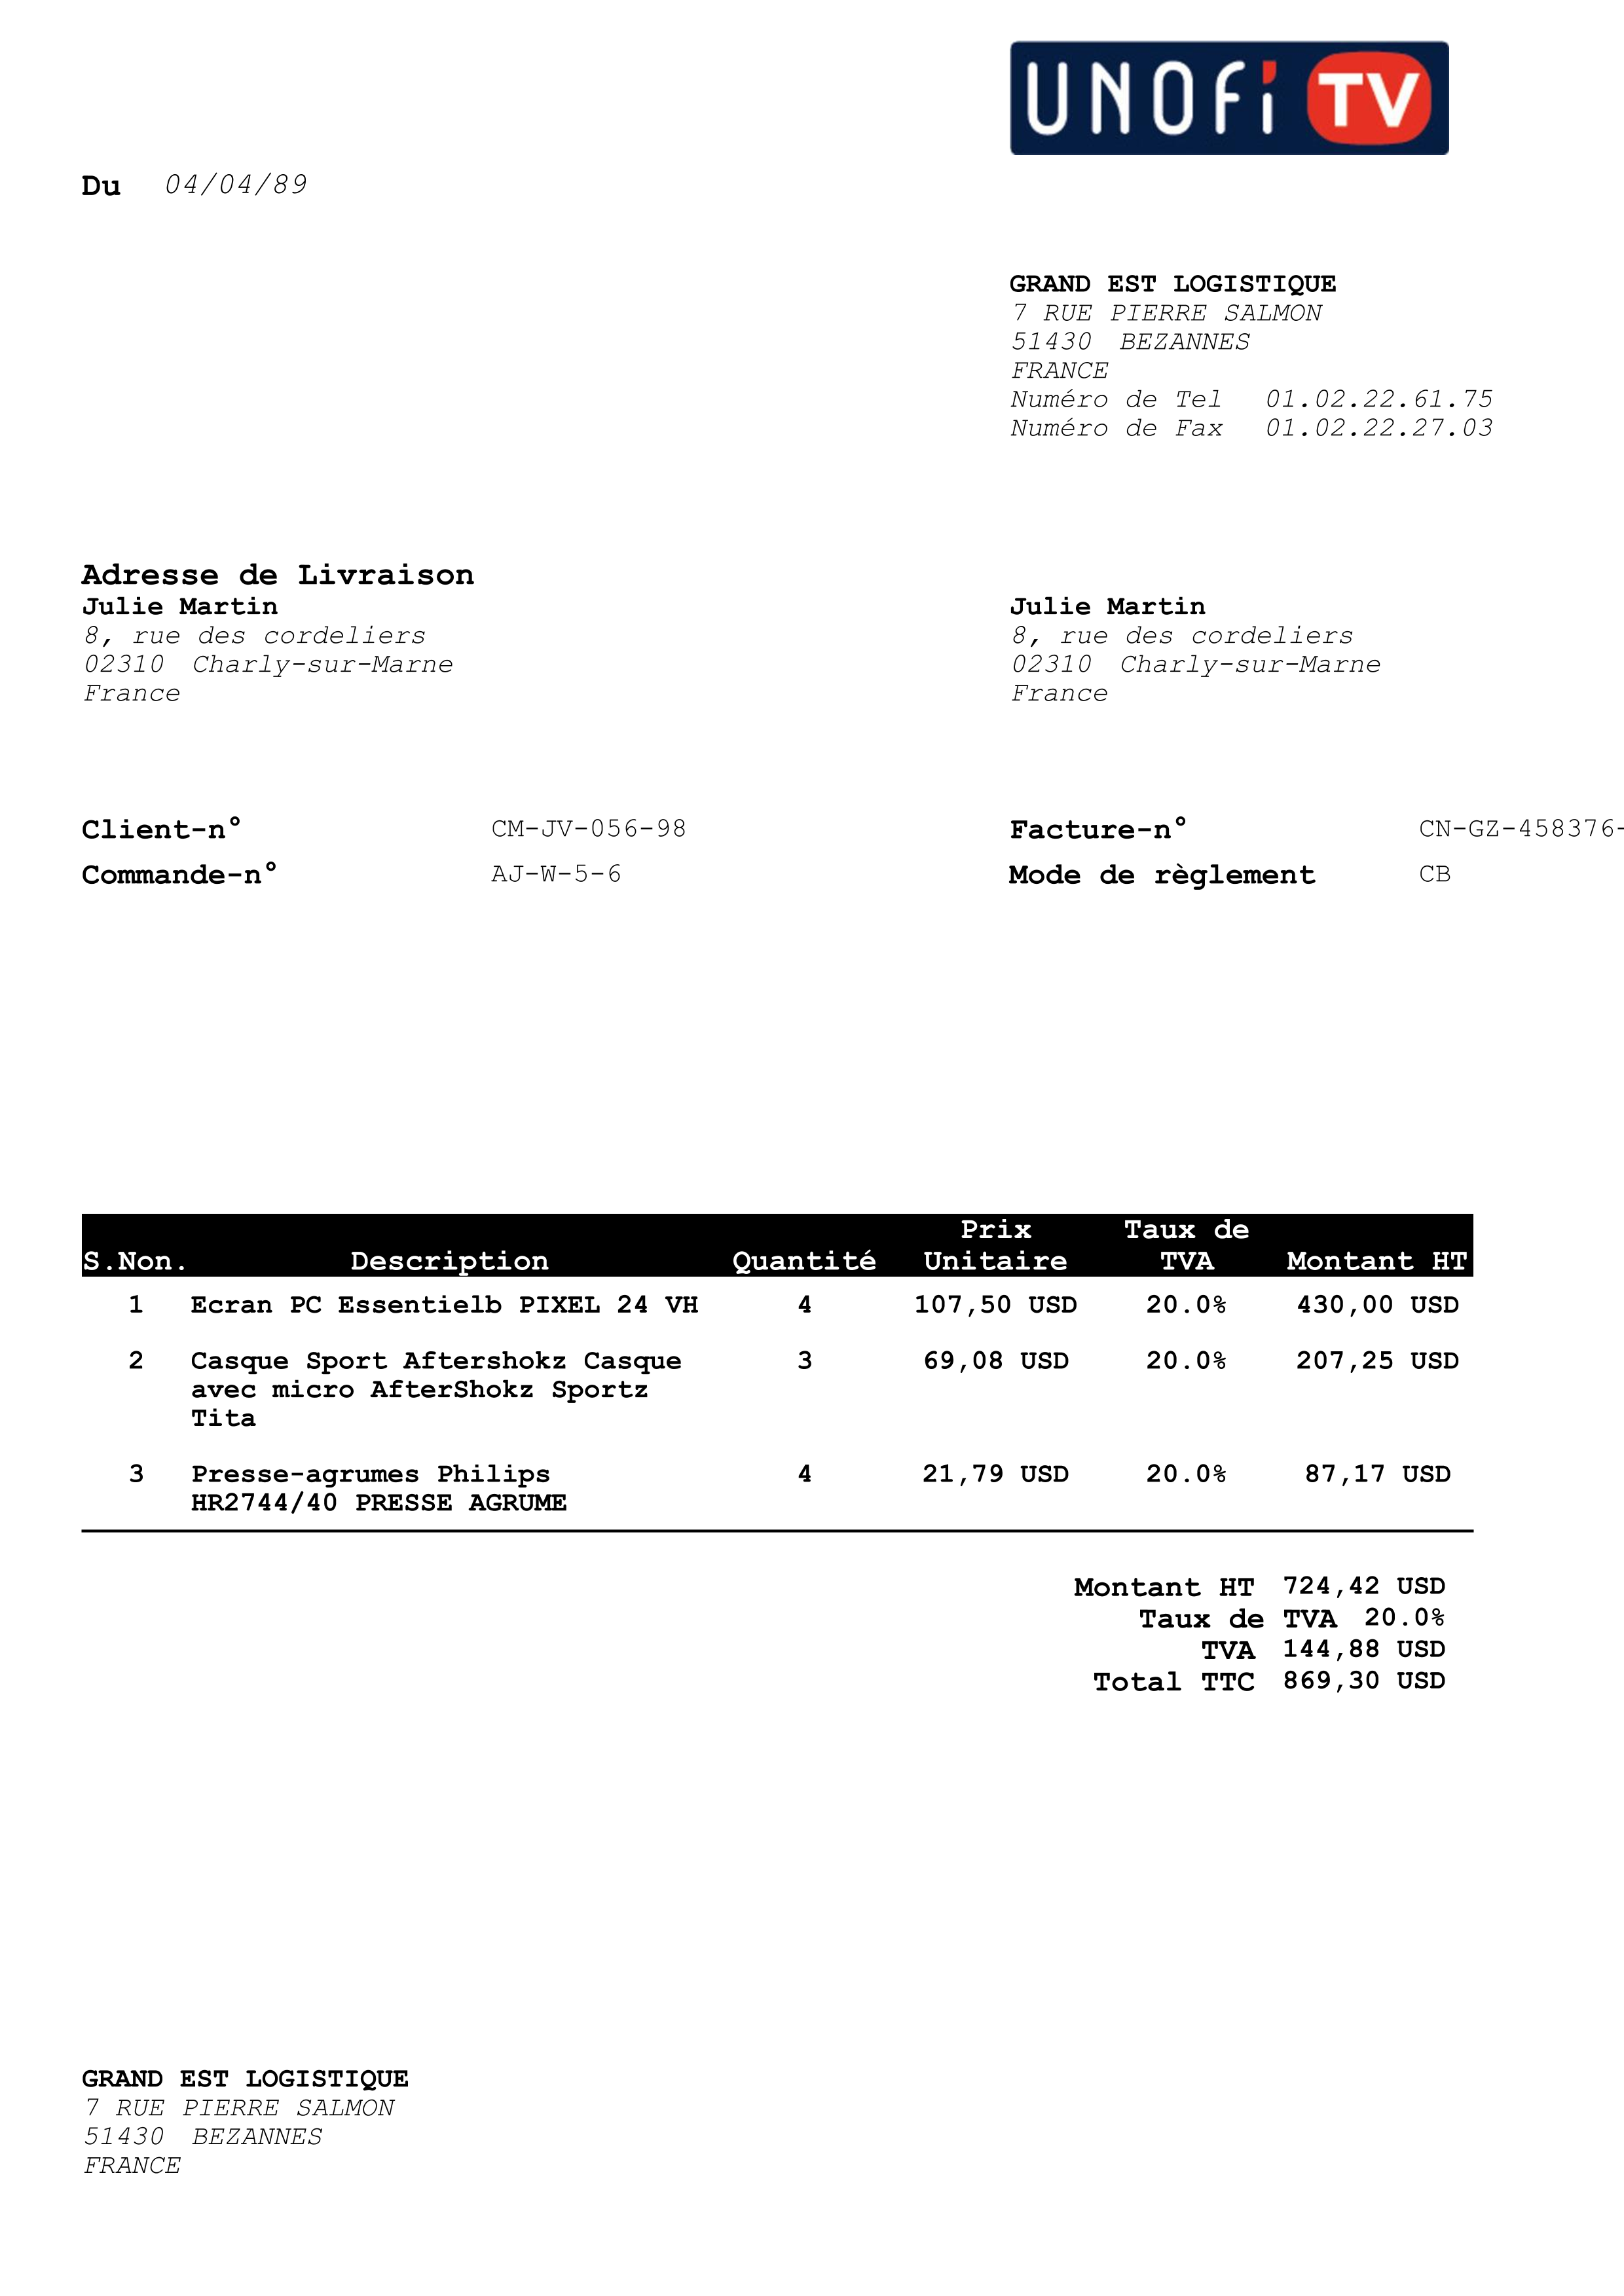 UNOFi TV
Du 04/04/89
GRAND EST LOGISTIQUE
7 RUE PIERRE SALMON
51430 BEZANNES
FRANCE
Numéro de Tel 01.02.22.61.75
Numéro de Fax 01.02.22.27.03
Adresse de Livraison
Julie Martin
8, rue des cordeliers
02310 Charly-sur-Marne
France
Julie Martin
8, rue des cordeliers
02310 Charly-sur-Marne
France
Client-n° CM-JV-056-98
Facture-n° CN-GZ-458376-
Commande-n° AJ-W-5-6
Mode de règlement CB
S.Non. Description Quantité Prix Unitaire Taux de TVA Montant HT
1 Ecran PC Essentielb PIXEL 24 VH 4 107,50 USD 20.0% 430,00 USD
2 Casque Sport Aftershokz Casque 3 69,08 USD 20.0% 207,25 USD
avec micro AfterShokz Sportz
Tita
3 Presse-agrumes Philips 4 21,79 USD 20.0% 87,17 USD
HR2744/40 PRESSE AGRUME
Montant HT 724,42 USD
Taux de TVA 20.0%
TVA 144,88 USD
Total TTC 869,30 USD
GRAND EST LOGISTIQUE
7 RUE PIERRE SALMON
51430 BEZANNES
FRANCE